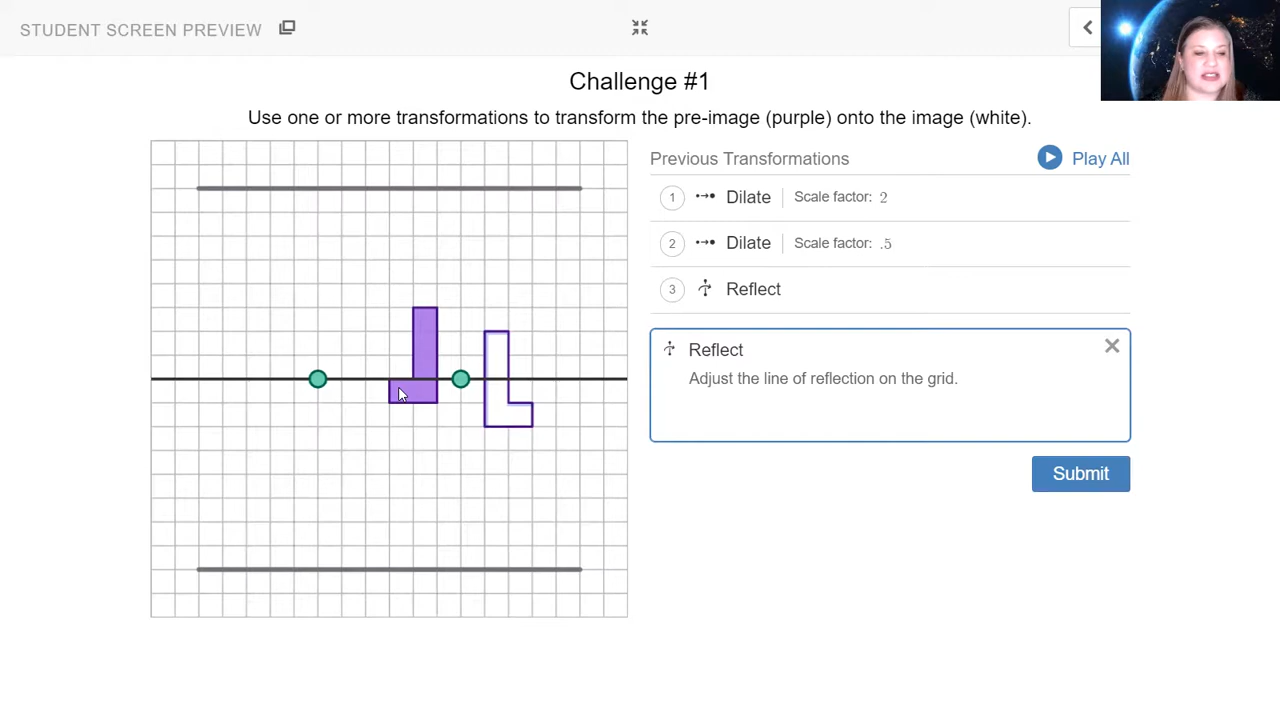 STUDENT SCREEN PREVIEW
Challenge #1
Use one or more transformations to transform the pre-image (purple) onto the image (white).
Previous Transformations
Play All
1 Dilate Scale factor: 2
2 Dilate Scale factor: .5
3 Reflect
Reflect
Adjust the line of reflection on the grid.
Submit